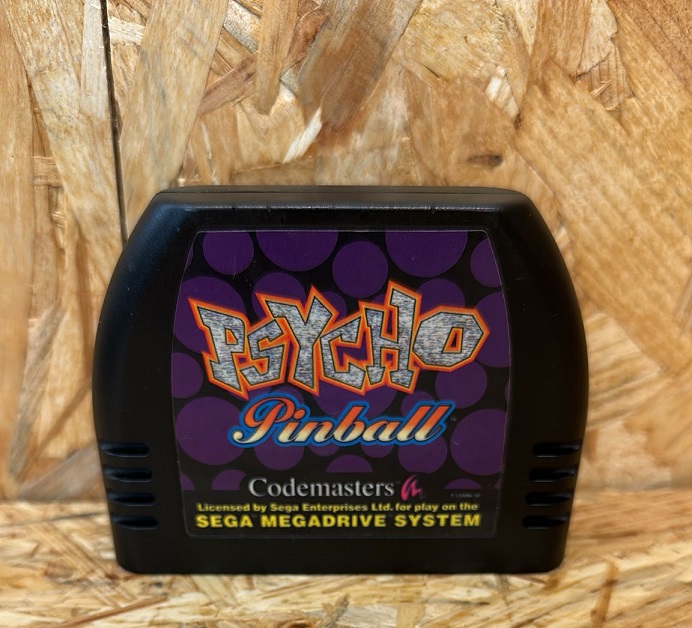 PSYCHO
Pinball
Codemasters
Licensed by Sega Enterprises Ltd. for play on the
SEGA MEGADRIVE SYSTEM